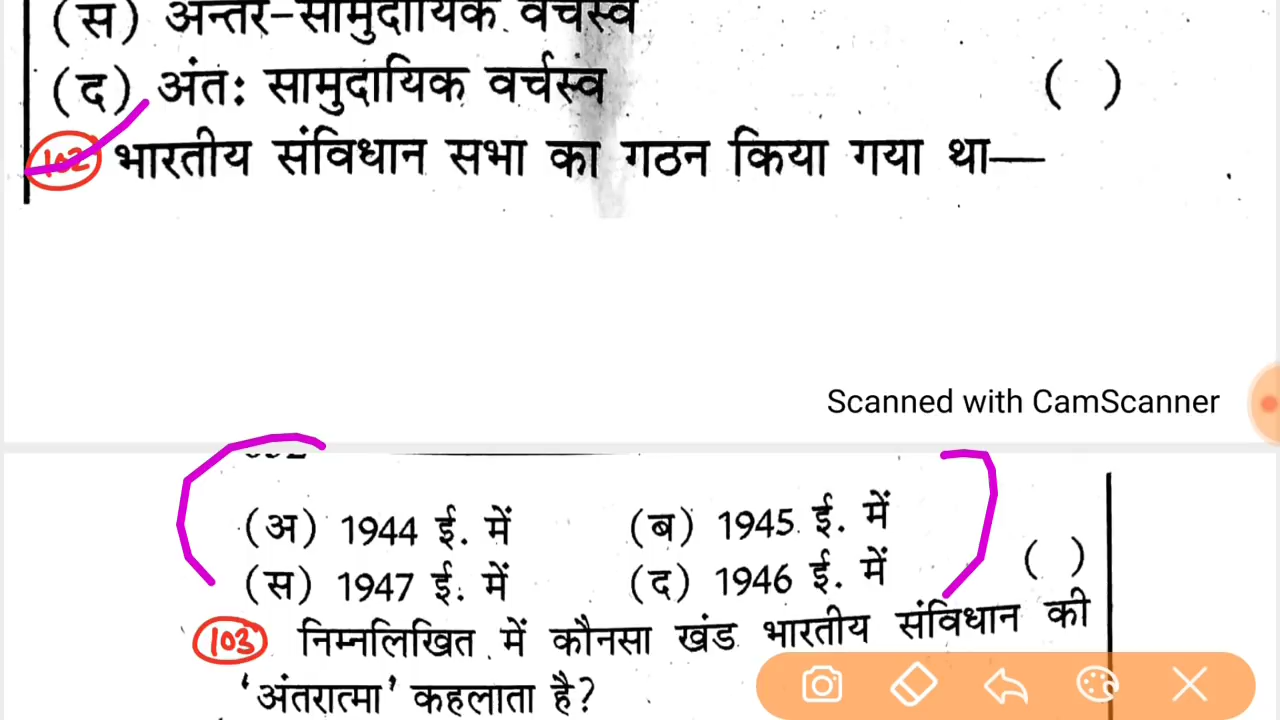 (स) अन्तर-सामुदायिक वर्चस्व
(द) अंतः सामुदायिक वर्चस्व ( )
102 भारतीय संविधान सभा का गठन किया गया था—
Scanned with CamScanner
(अ) 1944 ई. में (ब) 1945 ई. में
(स) 1947 ई. में (द) 1946 ई. में ( )
103 निम्नलिखित में कौनसा खंड भारतीय संविधान की
'अंतरात्मा' कहलाता है?